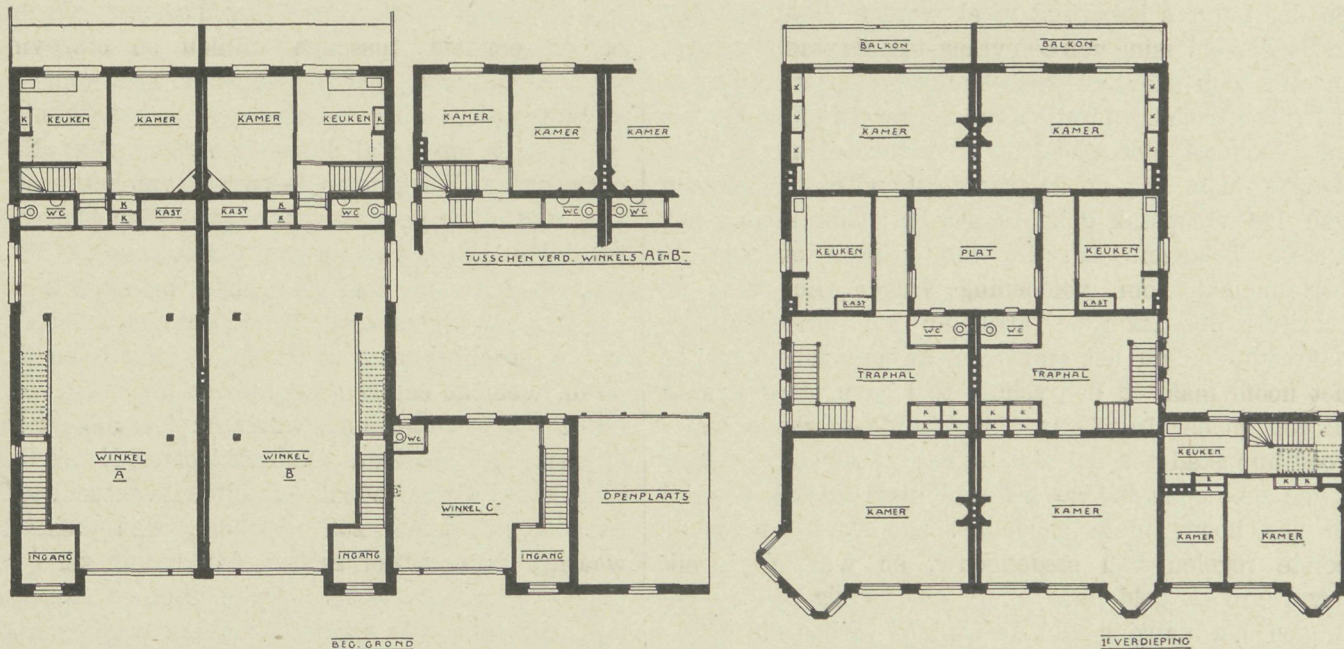 K
KEUKEN
KAMER
KAMER
KEUKEN
K
WC
K
K
KAST
KAST
K
K
WC
WINKEL
A
WINKEL
B
INGANG
INGANG
WC
WINKEL C
INGANG
OPENPLAATS
BEG. GROND
KAMER
KAMER
KAMER
WC
WC
TUSSCHEN VERD. WINKELS A EN B
BALKON
BALKON
K
K
K
KAMER
KAMER
K
K
K
KEUKEN
PLAT
KEUKEN
KAST
KAST
WC
WC
TRAPHAL
TRAPHAL
K
K
K
K
K
K
K
K
KAMER
KAMER
KEUKEN
K
K
K
K
KAMER
KAMER
1E VERDIEPING